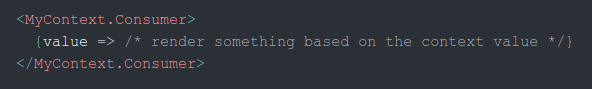 <MyContext.Consumer>
  {value => /* render something based on the context value */}
</MyContext.Consumer>